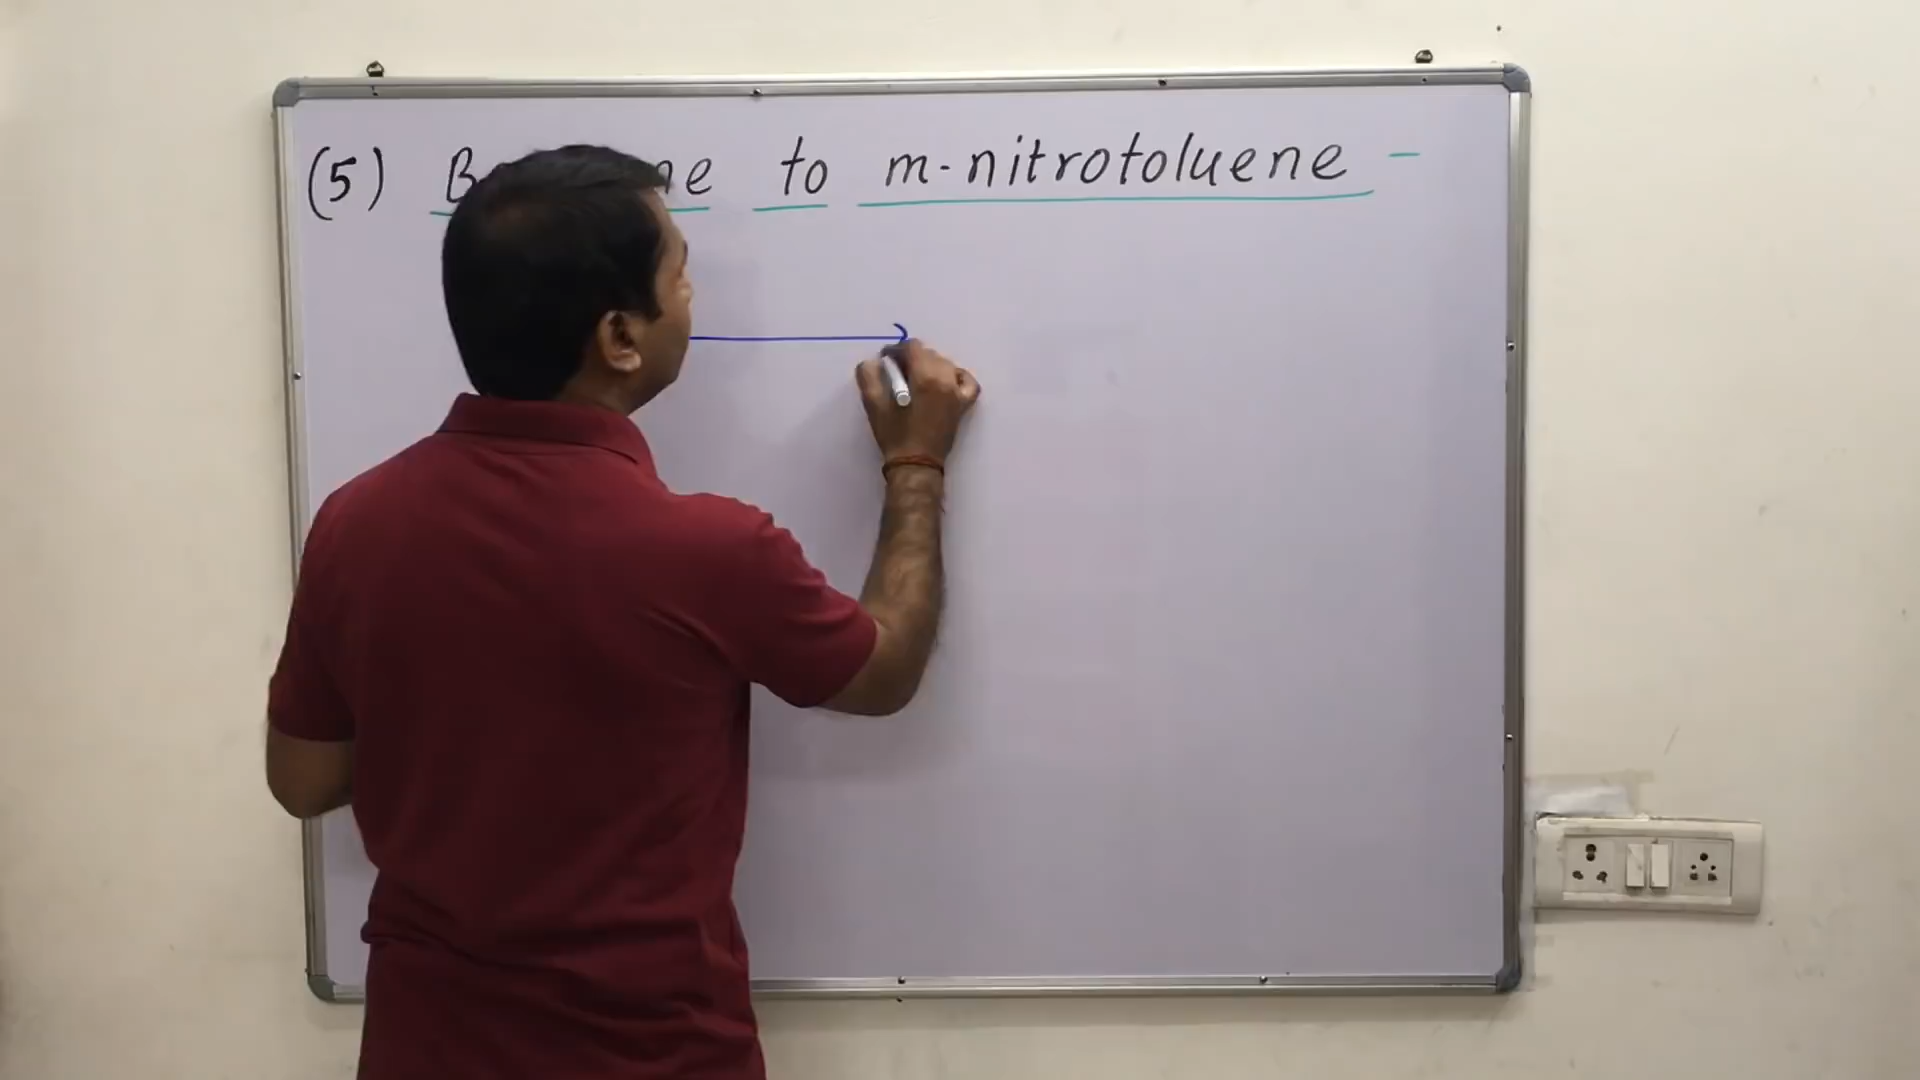 (5) to m-nitrotoluene -